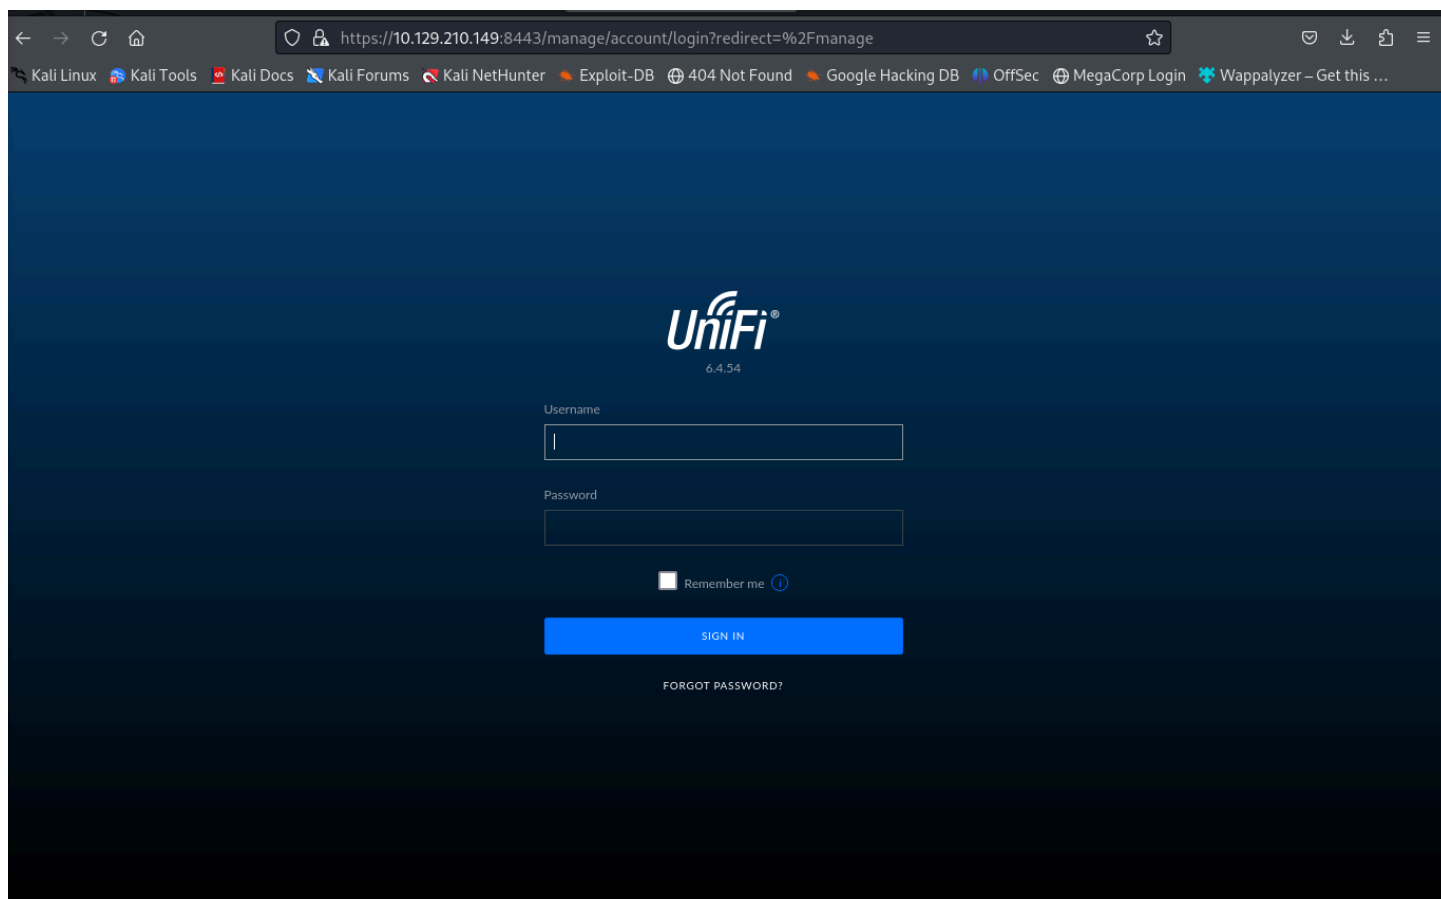 https://10.129.210.149:8443/manage/account/login?redirect=%2Fmanage
Kali Linux Kali Tools Kali Docs Kali Forums Kali NetHunter Exploit-DB 404 Not Found Google Hacking DB OffSec MegaCorp Login Wappalyzer – Get this …
UniFi®
6.4.54
Username
Password
Remember me
SIGN IN
FORGOT PASSWORD?